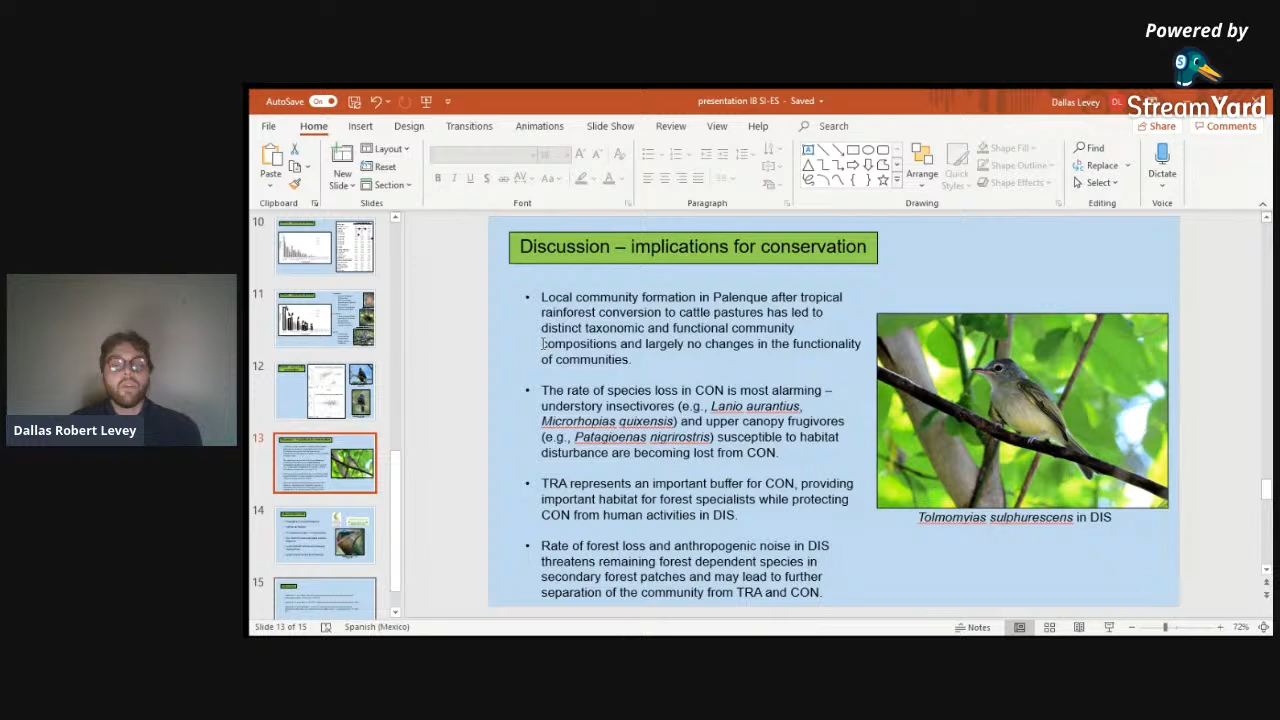 Powered by
StreamYard
AutoSave On
presentation IB SI-ES - Saved
Dallas Levey DL
File Home Insert Design Transitions Animations Slide Show Review View Help Search
Share Comments
Paste
New
Slide
Layout
Reset
Section
Arrange
Quick
Styles
Shape Fill
Shape Outline
Shape Effects
Find
Replace
Select
Dictate
Clipboard Slides Font Paragraph Drawing Editing Voice
10
11
12
13
14
15
Discussion – implications for conservation
• Local community formation in Palenque after tropical
rainforest conversion to cattle pastures has led to
distinct taxonomic and functional community
compositions and largely no changes in the functionality
of communities.
• The rate of species loss in CON is most alarming –
understory insectivores (e.g., Lanio aurantius,
Microrhopias quixensis) and upper canopy frugivores
(e.g., Patagioenas nigrirostris) susceptible to habitat
disturbance are becoming lost from CON.
• TRA represents an important buffer for CON, providing
important habitat for forest specialists while protecting
CON from human activities in DIS.
• Rate of forest loss and anthropogenic noise in DIS
threatens remaining forest dependent species in
secondary forest patches and may lead to further
separation of the community from TRA and CON.
Tolmomyias sulphurescens in DIS
Dallas Robert Levey
Slide 13 of 15 Spanish (Mexico) Notes 72%